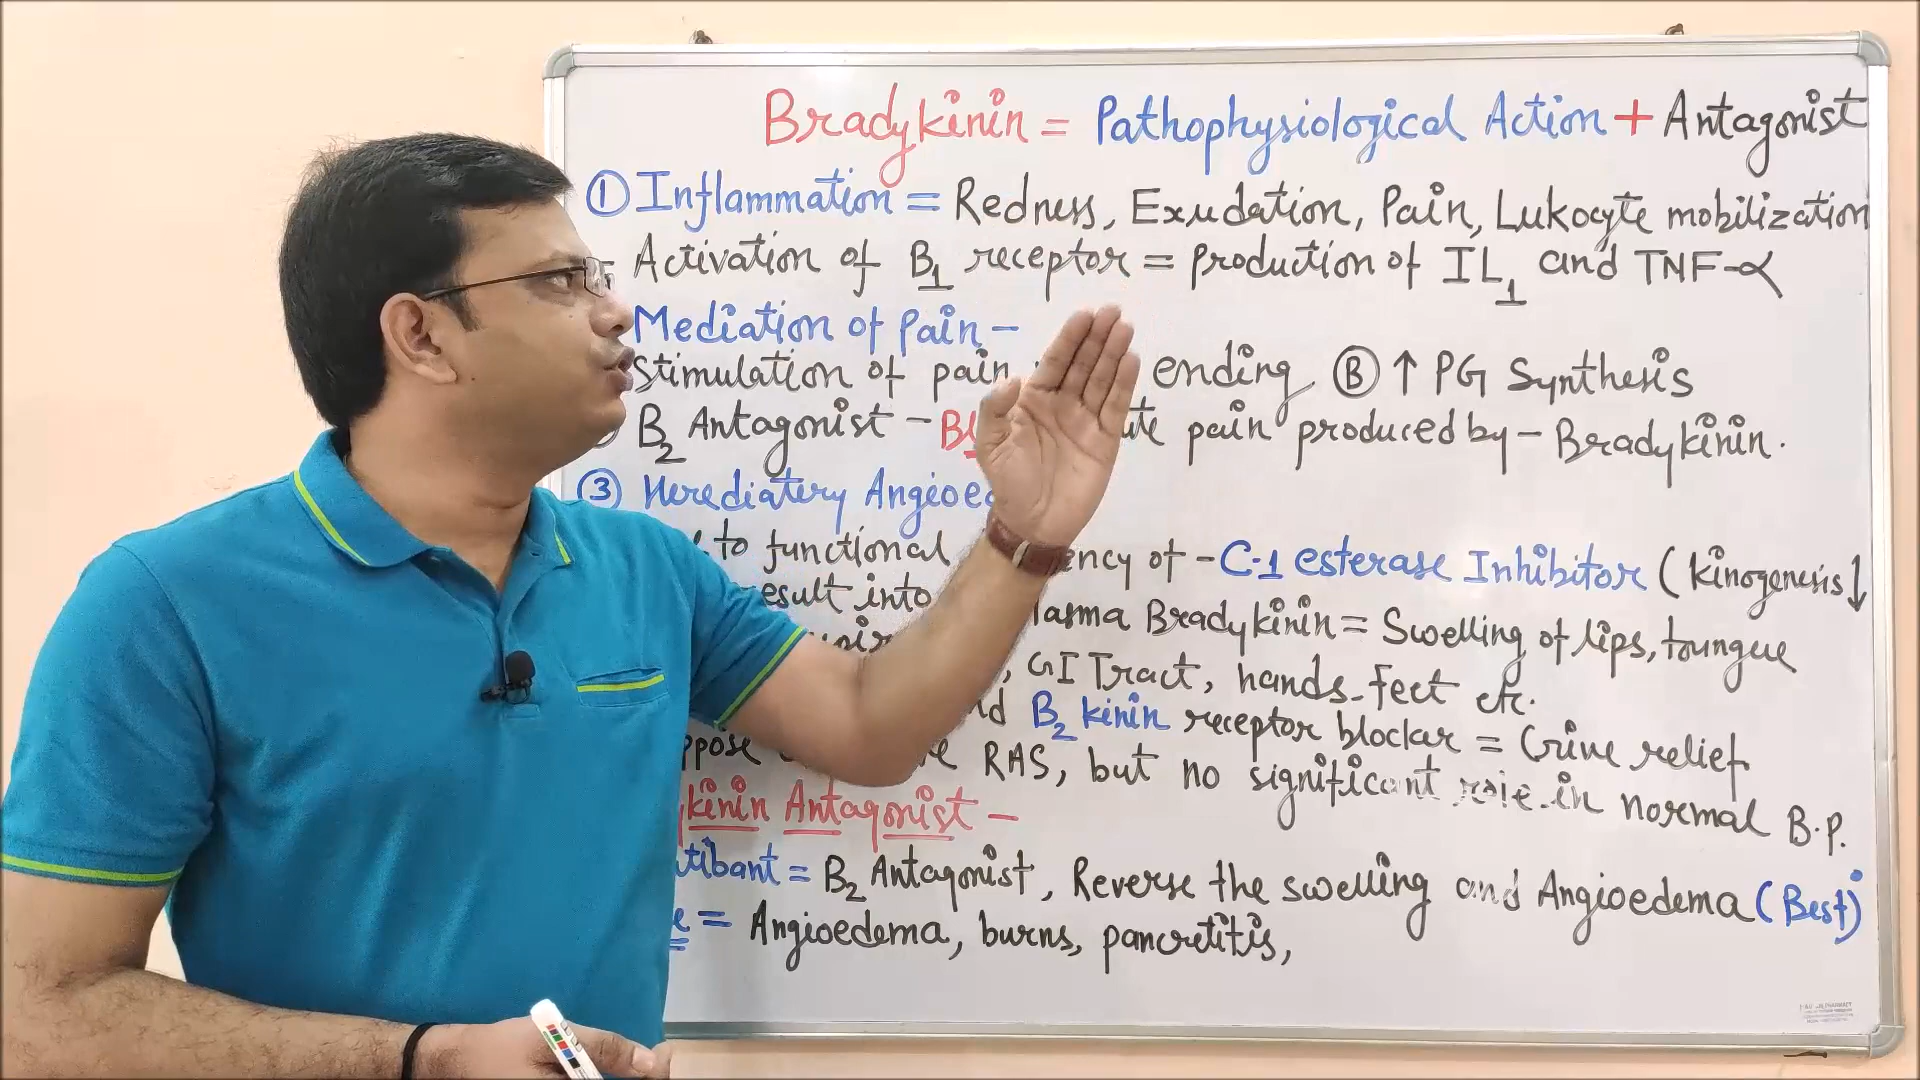 Bradykinin = Pathophysiological Action + Antagonist
① Inflammation = Redness, Exudation, Pain, Lukocyte mobilization
Activation of B1 receptor = production of IL1 and TNF-α
Mediation of pain -
Stimulation of pain ending, Ⓑ ↑ PG Synthesis
B2 Antagonist - pain produced by - Bradykinin.
③ Herediatery Angioed
to functional ency of - C-1 esterase Inhibitor (kinogenesis↓
esult into lasma Bradykinin = Swelling of lips, toungue
, GI Tract, hands-feet etc.
nd B2 kinin receptor blockar = Give relief
ppose RAS, but no significant role in normal B.P.
kinin Antagonist -
tibant = B2 Antagonist, Reverse the swelling and Angioedema (Best)
e = Angioedema, burns, pancretitis,